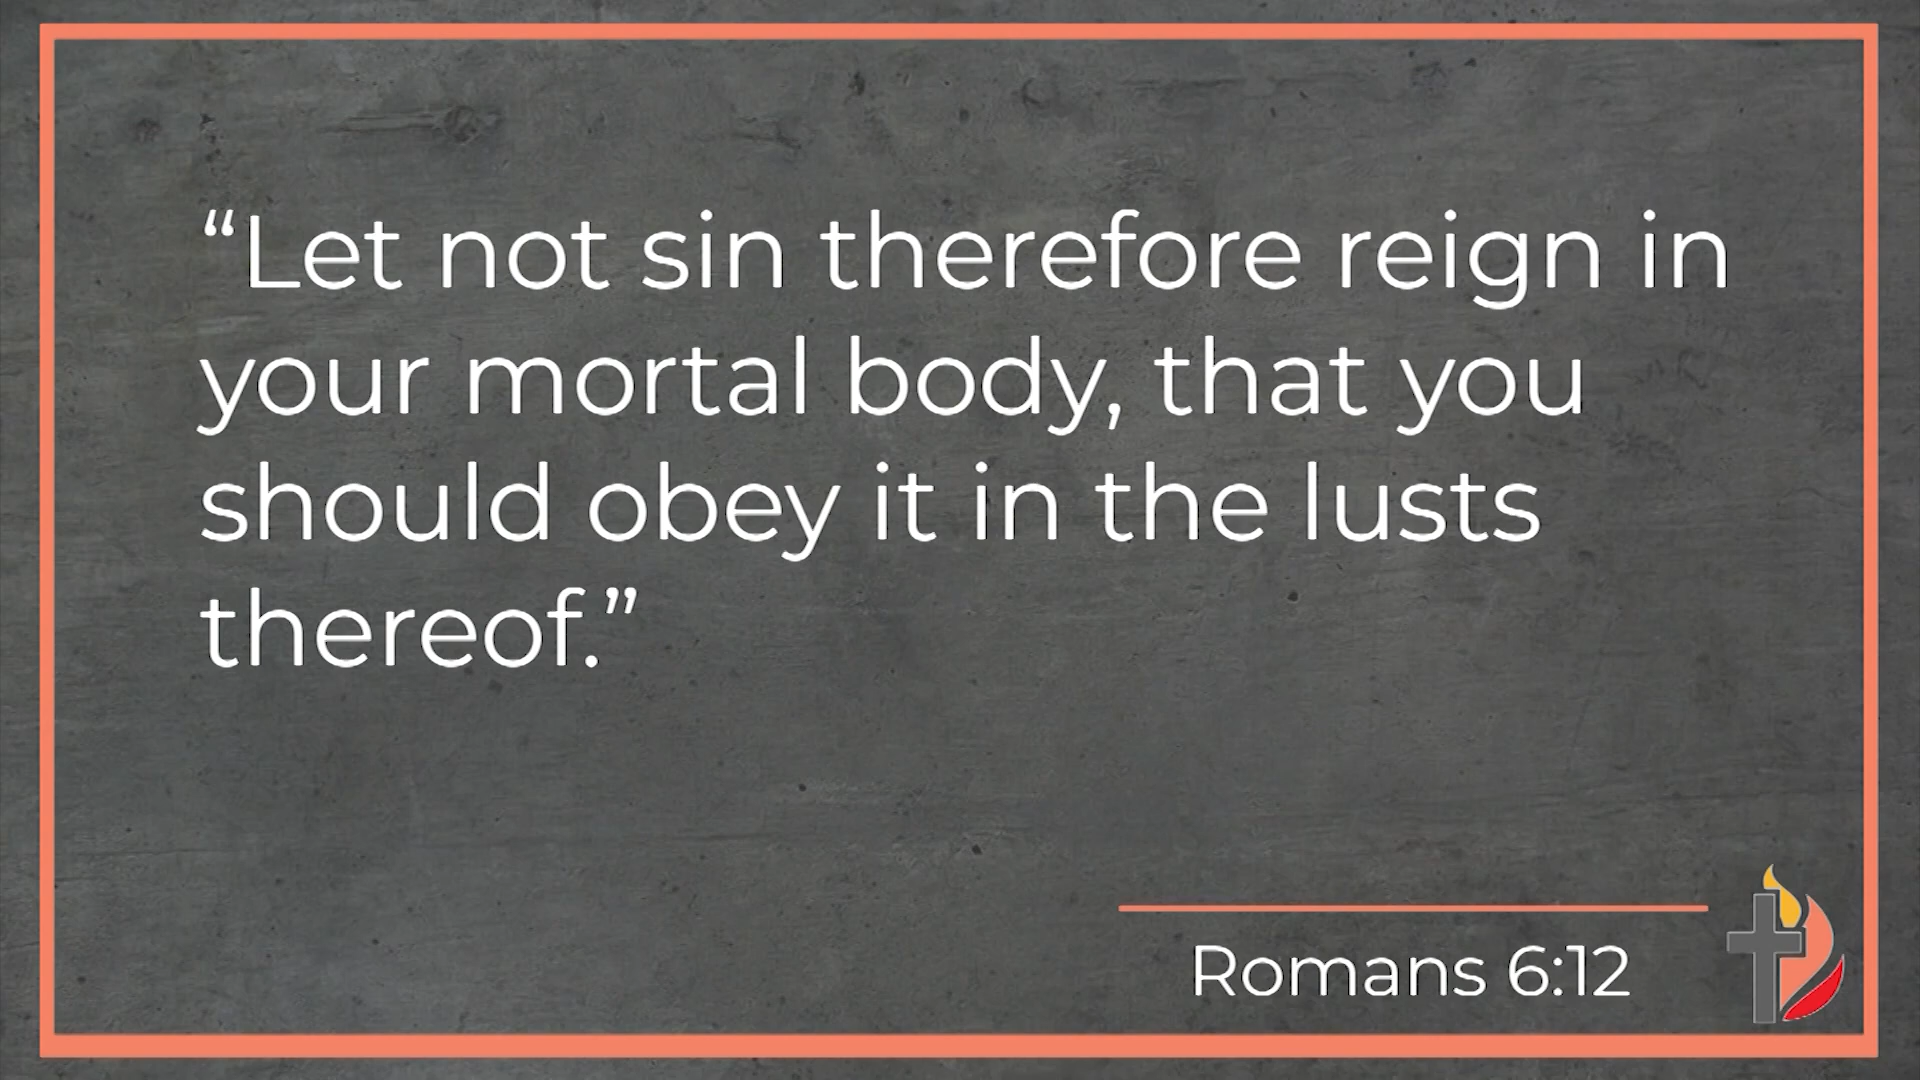 “Let not sin therefore reign in
your mortal body, that you
should obey it in the lusts
thereof.”
Romans 6:12